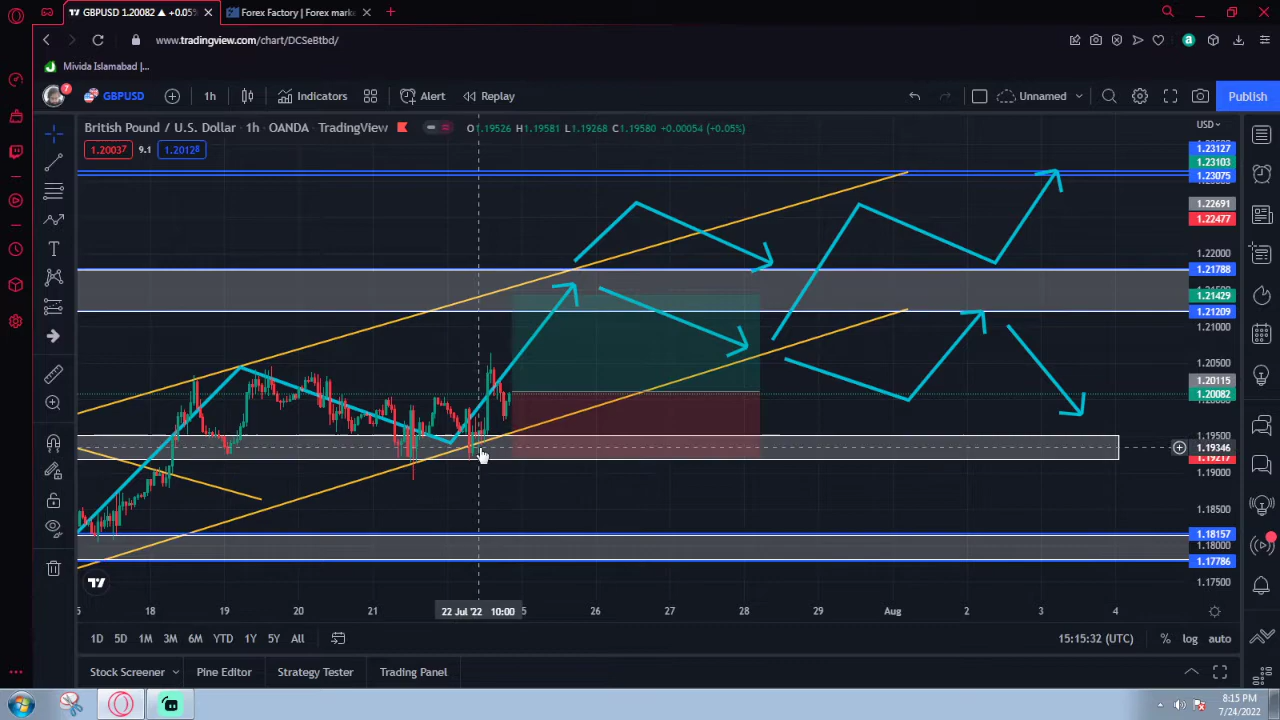 GBPUSD 1.20082 ▲ +0.05%
Forex Factory | Forex mark
www.tradingview.com/chart/DCSeBtbd/
a
Mivida Islamabad |...
7
GBPUSD
1h
Indicators
Alert
Replay
Unnamed
Publish
British Pound / U.S. Dollar · 1h · OANDA · TradingView
O1.19526 H1.19581 L1.19268 C1.19580 +0.00054 (+0.05%)
USD
1.20037
9.1
1.20128
1.23127
1.23103
1.23075
1.22691
1.22477
1.22000
1.21788
1.21429
1.21209
1.21000
1.20500
1.20115
1.20082
1.19500
1.19346
1.19217
1.19000
1.18500
1.18157
1.18000
1.17786
1.17500
18
19
20
21
22 Jul '22 10:00
26
27
28
29
Aug
2
3
4
1D
5D
1M
3M
6M
YTD
1Y
5Y
All
15:15:32 (UTC)
%
log
auto
Stock Screener
Pine Editor
Strategy Tester
Trading Panel
8:15 PM
7/24/2022